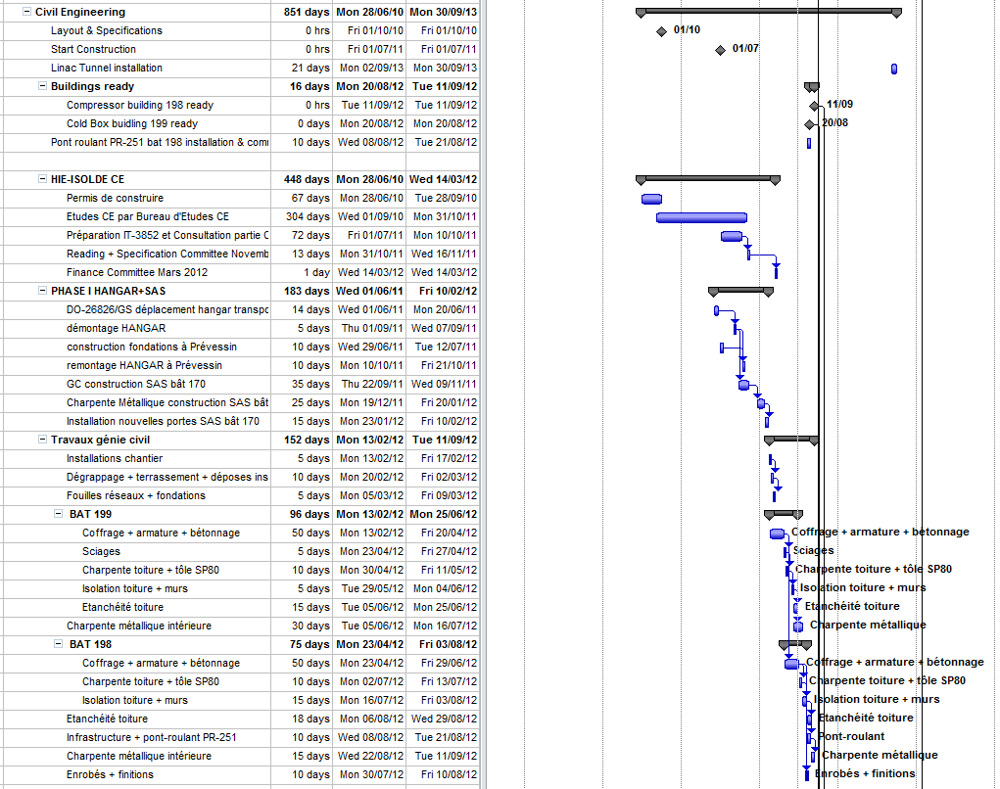 Civil Engineering 851 days Mon 28/06/10 Mon 30/09/13
Layout & Specifications 0 hrs Fri 01/10/10 Fri 01/10/10 01/10
Start Construction 0 hrs Fri 01/07/11 Fri 01/07/11 01/07
Linac Tunnel installation 21 days Mon 02/09/13 Mon 30/09/13
Buildings ready 16 days Mon 20/08/12 Tue 11/09/12
Compressor building 198 ready 0 hrs Tue 11/09/12 Tue 11/09/12 11/09
Cold Box buidling 199 ready 0 days Mon 20/08/12 Mon 20/08/12 20/08
Pont roulant PR-251 bat 198 installation & com 10 days Wed 08/08/12 Tue 21/08/12
HIE-ISOLDE CE 448 days Mon 28/06/10 Wed 14/03/12
Permis de construire 67 days Mon 28/06/10 Tue 28/09/10
Etudes CE par Bureau d'Etudes CE 304 days Wed 01/09/10 Mon 31/10/11
Préparation IT-3852 et Consultation partie C 72 days Fri 01/07/11 Mon 10/10/11
Reading + Specification Committee Novemb 13 days Mon 31/10/11 Wed 16/11/11
Finance Committee Mars 2012 1 day Wed 14/03/12 Wed 14/03/12
PHASE I HANGAR+SAS 183 days Wed 01/06/11 Fri 10/02/12
DO-26826/GS déplacement hangar transpo 14 days Wed 01/06/11 Mon 20/06/11
démontage HANGAR 5 days Thu 01/09/11 Wed 07/09/11
construction fondations à Prévessin 10 days Wed 29/06/11 Tue 12/07/11
remontage HANGAR à Prévessin 10 days Mon 10/10/11 Fri 21/10/11
GC construction SAS bât 170 35 days Thu 22/09/11 Wed 09/11/11
Charpente Métallique construction SAS bât 25 days Mon 19/12/11 Fri 20/01/12
Installation nouvelles portes SAS bât 170 15 days Mon 23/01/12 Fri 10/02/12
Travaux génie civil 152 days Mon 13/02/12 Tue 11/09/12
Installations chantier 5 days Mon 13/02/12 Fri 17/02/12
Dégrappage + terrassement + déposes ins 10 days Mon 20/02/12 Fri 02/03/12
Fouilles réseaux + fondations 5 days Mon 05/03/12 Fri 09/03/12
BAT 199 96 days Mon 13/02/12 Mon 25/06/12
Coffrage + armature + bétonnage 50 days Mon 13/02/12 Fri 20/04/12 Coffrage + armature + bétonnage
Sciages 5 days Mon 23/04/12 Fri 27/04/12 Sciages
Charpente toiture + tôle SP80 10 days Mon 30/04/12 Fri 11/05/12 Charpente toiture + tôle SP80
Isolation toiture + murs 5 days Tue 29/05/12 Mon 04/06/12 Isolation toiture + murs
Etanchéité toiture 15 days Tue 05/06/12 Mon 25/06/12 Etanchéité toiture
Charpente métallique intérieure 30 days Tue 05/06/12 Mon 16/07/12 Charpente métallique
BAT 198 75 days Mon 23/04/12 Fri 03/08/12
Coffrage + armature + bétonnage 50 days Mon 23/04/12 Fri 29/06/12 Coffrage + armature + bétonnage
Charpente toiture + tôle SP80 10 days Mon 02/07/12 Fri 13/07/12 Charpente toiture + tôle SP80
Isolation toiture + murs 15 days Mon 16/07/12 Fri 03/08/12 Isolation toiture + murs
Etanchéité toiture 18 days Mon 06/08/12 Wed 29/08/12 Etanchéité toiture
Infrastructure + pont-roulant PR-251 10 days Wed 08/08/12 Tue 21/08/12 Pont-roulant
Charpente métallique intérieure 15 days Wed 22/08/12 Tue 11/09/12 Charpente métallique
Enrobés + finitions 10 days Mon 30/07/12 Fri 10/08/12 Enrobés + finitions